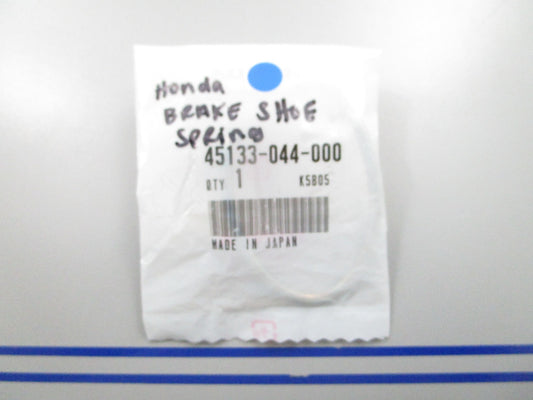 Honda
BRAKE SHOE
SPRING
45133-044-000
QTY 1 K5805
MADE IN JAPAN